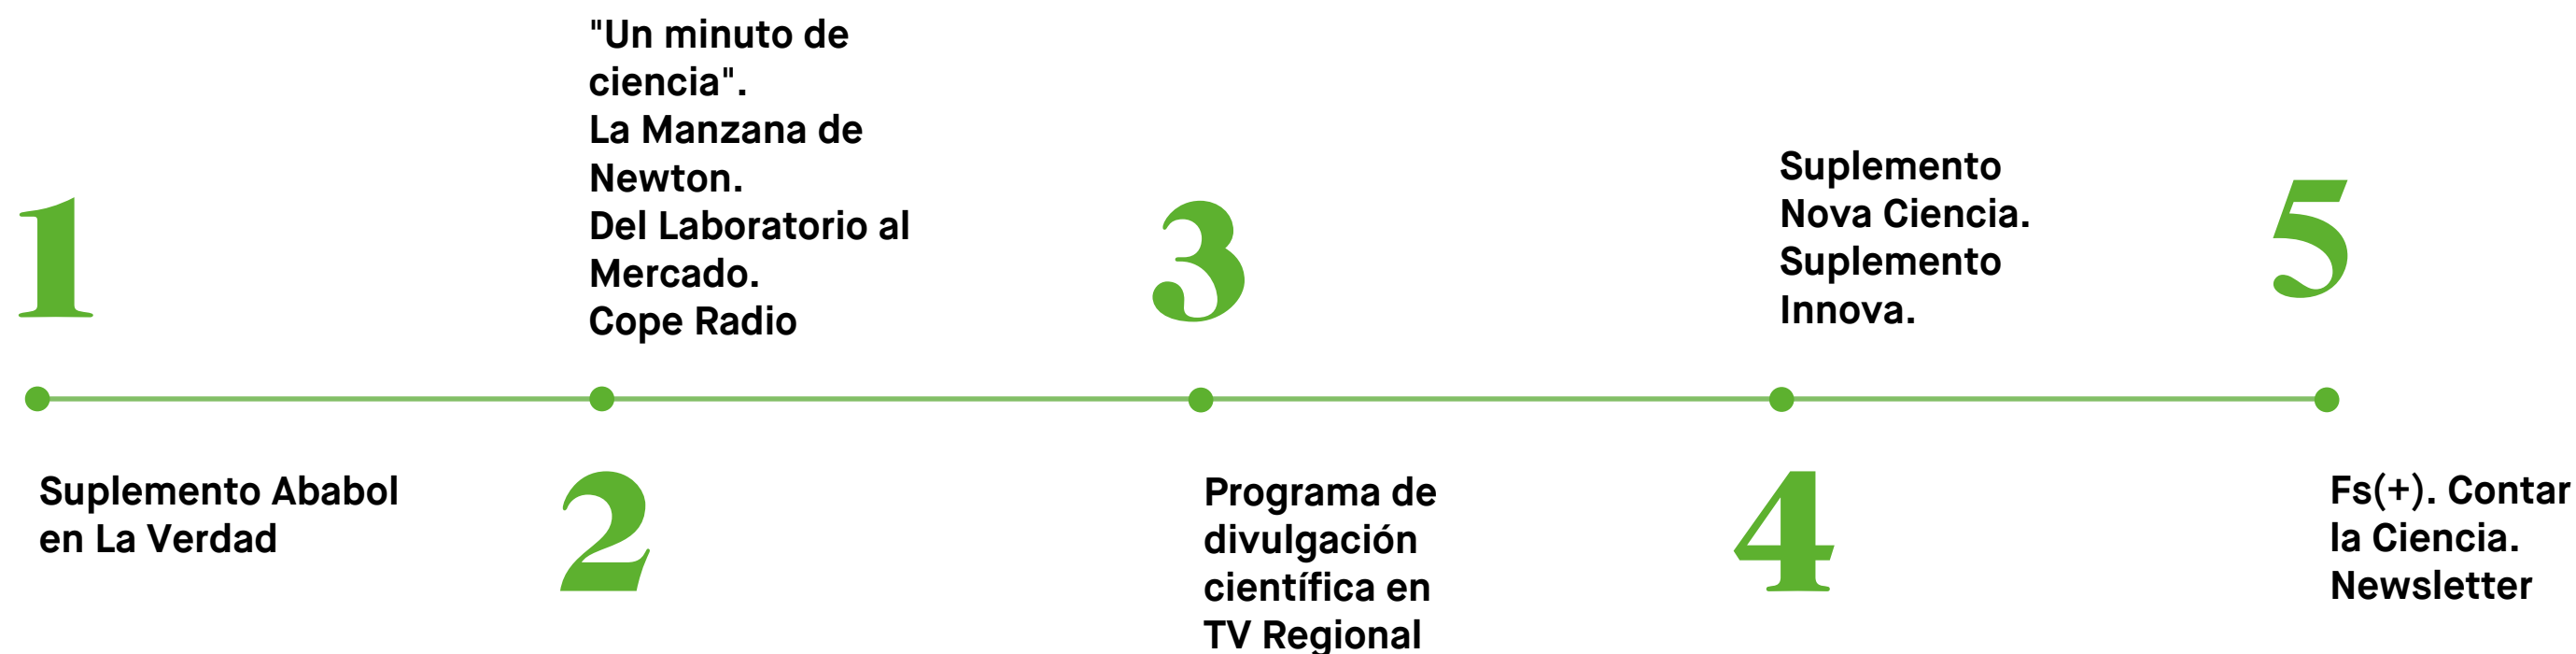 1
Suplemento Ababol
en La Verdad
"Un minuto de
ciencia".
La Manzana de
Newton.
Del Laboratorio al
Mercado.
Cope Radio
2
3
Programa de
divulgación
científica en
TV Regional
Suplemento
Nova Ciencia.
Suplemento
Innova.
4
5
Fs(+). Contar
la Ciencia.
Newsletter